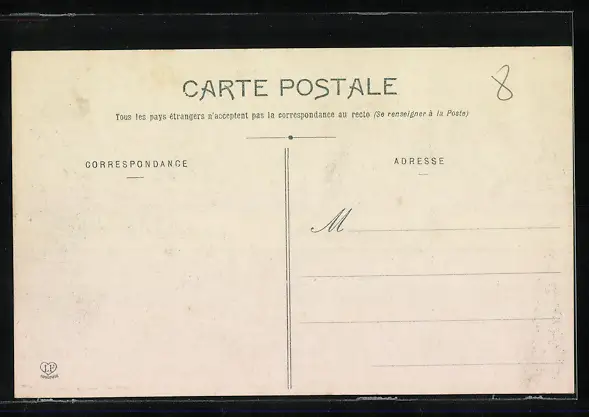 CARTE POSTALE
8
Tous les pays étrangers n'acceptent pas la correspondance au recto (Se renseigner à la Poste)
CORRESPONDANCE
ADRESSE
M